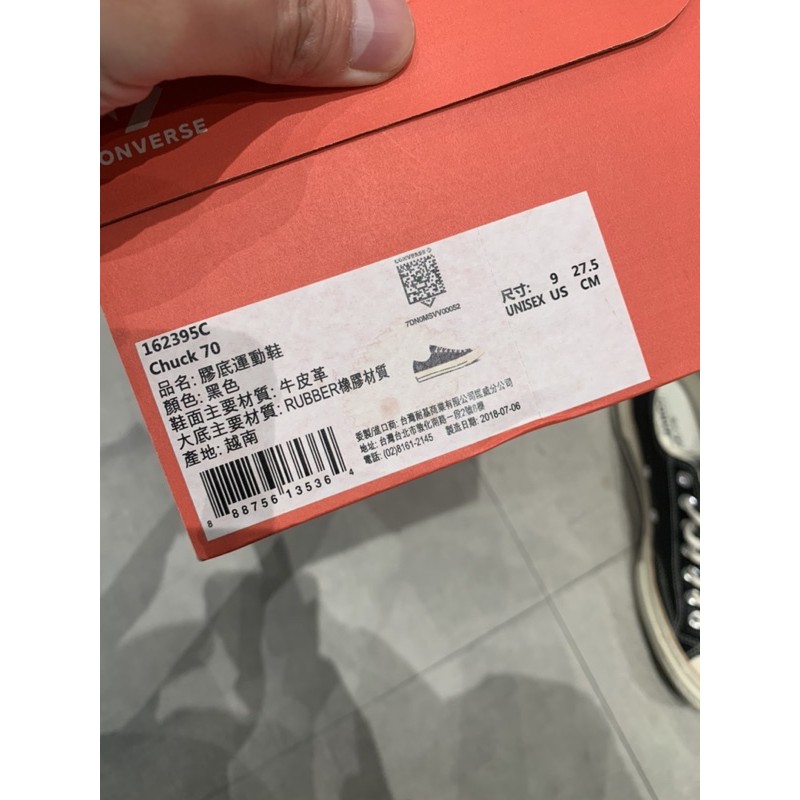 CONVERSE
CONVERSE
7DN0MSVV000S2
尺寸: 9 27.5
UNISEX US CM
162395C
Chuck 70
品名: 膠底運動鞋
顏色: 黑色
鞋面主要材質: 牛皮革
大底主要材質: RUBBER橡膠材質
產地: 越南
委製/進口商: 台灣耐基商業有限公司匡威分公司
地址: 台灣台北市敦化南路一段2號8樓
電話: (02)8161-2145 製造日期: 2018-07-06
8 88756 13536 4